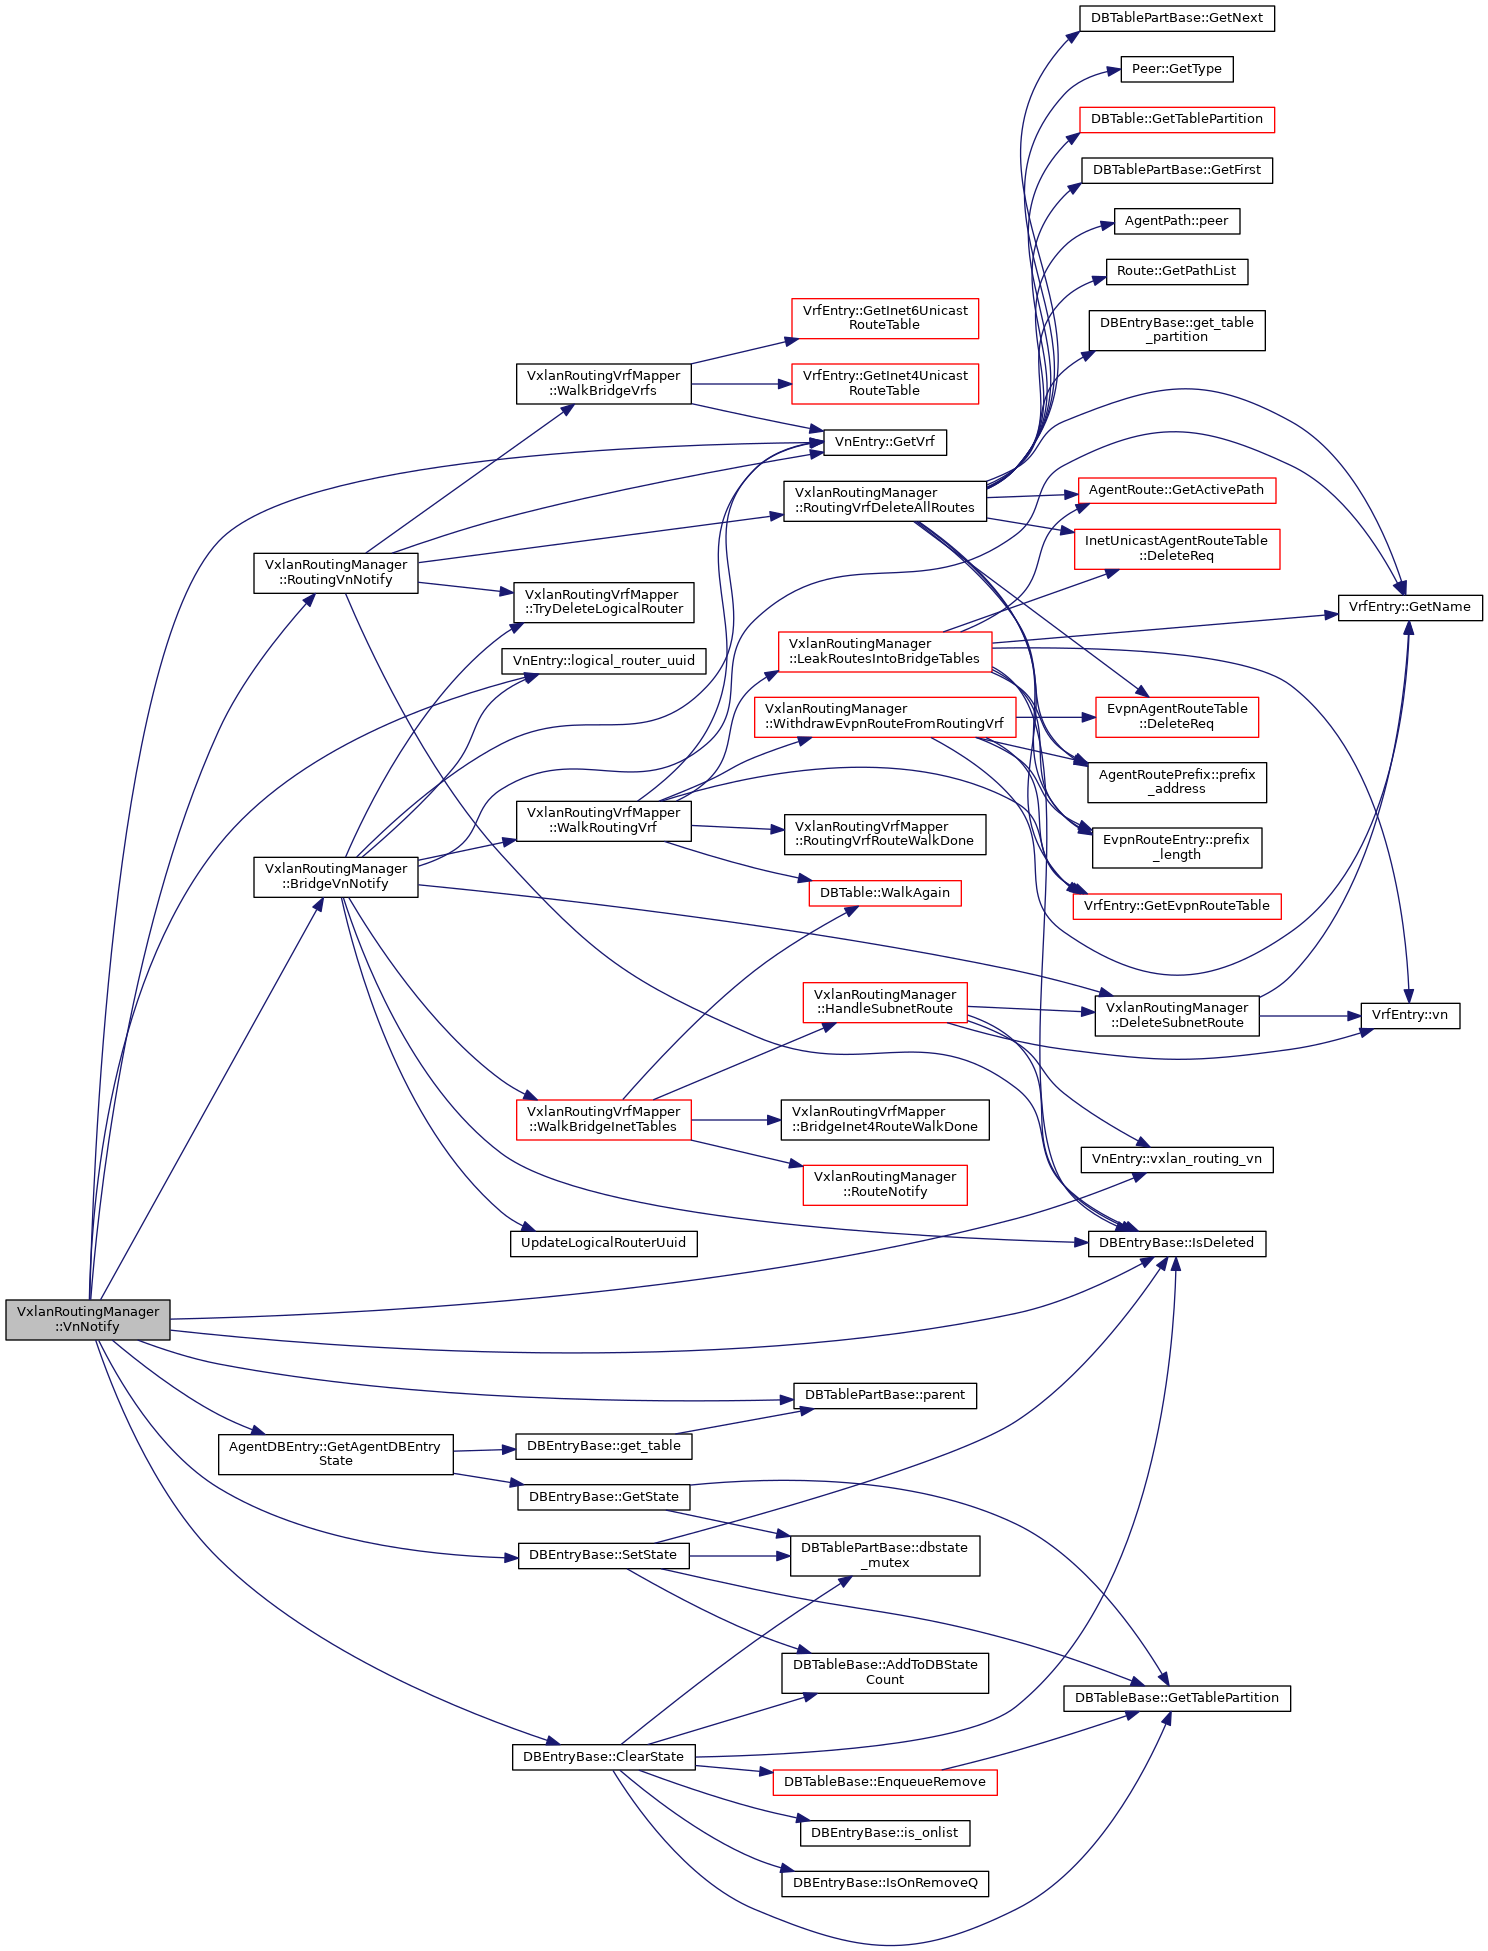 DBTablePartBase::GetNext
Peer::GetType
DBTable::GetTablePartition
DBTablePartBase::GetFirst
AgentPath::peer
Route::GetPathList
DBEntryBase::get_table
_partition
VrfEntry::GetInet6Unicast
RouteTable
VxlanRoutingVrfMapper
::WalkBridgeVrfs
VrfEntry::GetInet4Unicast
RouteTable
VnEntry::GetVrf
VxlanRoutingManager
::RoutingVrfDeleteAllRoutes
AgentRoute::GetActivePath
InetUnicastAgentRouteTable
::DeleteReq
VxlanRoutingManager
::RoutingVnNotify
VxlanRoutingVrfMapper
::TryDeleteLogicalRouter
VrfEntry::GetName
VxlanRoutingManager
::LeakRoutesIntoBridgeTables
VnEntry::logical_router_uuid
VxlanRoutingManager
::WithdrawEvpnRouteFromRoutingVrf
EvpnAgentRouteTable
::DeleteReq
AgentRoutePrefix::prefix
_address
VxlanRoutingVrfMapper
::WalkRoutingVrf
VxlanRoutingVrfMapper
::RoutingVrfRouteWalkDone
EvpnRouteEntry::prefix
_length
VxlanRoutingManager
::BridgeVnNotify
DBTable::WalkAgain
VrfEntry::GetEvpnRouteTable
VxlanRoutingManager
::HandleSubnetRoute
VxlanRoutingManager
::DeleteSubnetRoute
VrfEntry::vn
VxlanRoutingVrfMapper
::WalkBridgeInetTables
VxlanRoutingVrfMapper
::BridgeInet4RouteWalkDone
VnEntry::vxlan_routing_vn
VxlanRoutingManager
::RouteNotify
UpdateLogicalRouterUuid
DBEntryBase::IsDeleted
VxlanRoutingManager
::VnNotify
DBTablePartBase::parent
AgentDBEntry::GetAgentDBEntry
State
DBEntryBase::get_table
DBEntryBase::GetState
DBEntryBase::SetState
DBTablePartBase::dbstate
_mutex
DBTableBase::AddToDBState
Count
DBTableBase::GetTablePartition
DBEntryBase::ClearState
DBTableBase::EnqueueRemove
DBEntryBase::is_onlist
DBEntryBase::IsOnRemoveQ